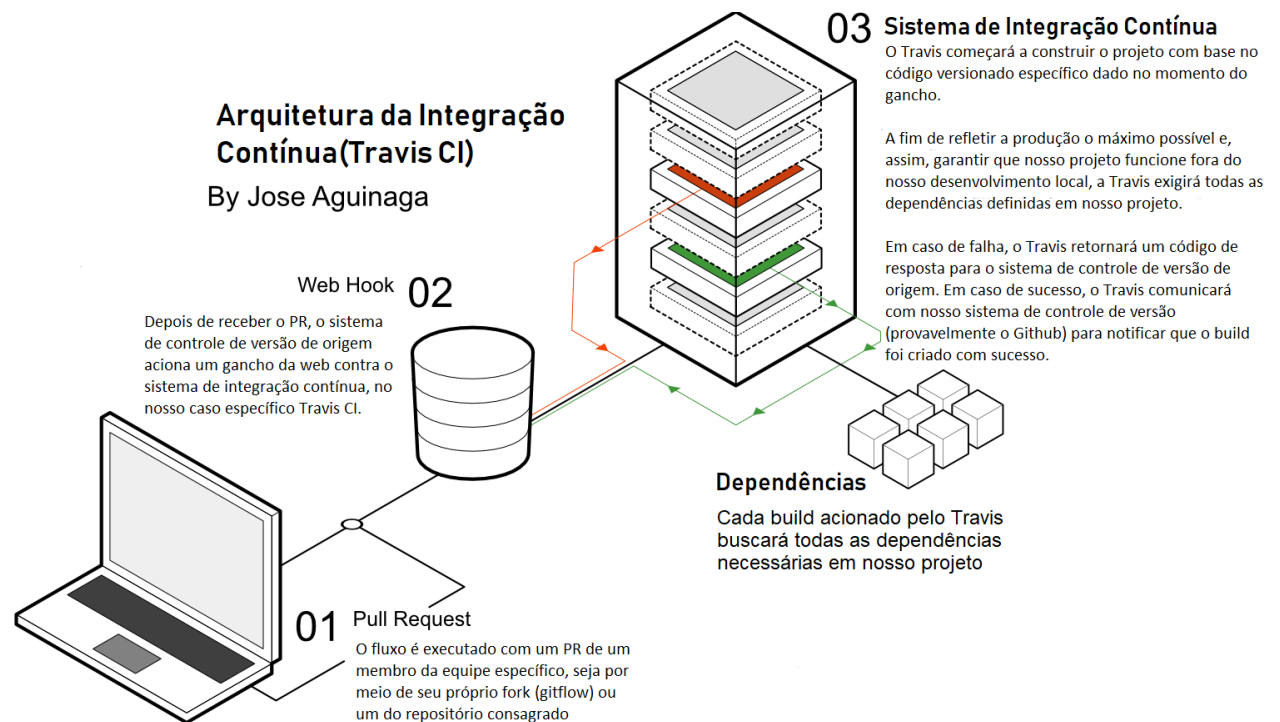 Arquitetura da Integração
Contínua(Travis CI)
By Jose Aguinaga
01 Pull Request
O fluxo é executado com um PR de um
membro da equipe específico, seja por
meio de seu próprio fork (gitflow) ou
um do repositório consagrado
Web Hook 02
Depois de receber o PR, o sistema
de controle de versão de origem
aciona um gancho da web contra o
sistema de integração contínua, no
nosso caso específico Travis CI.
03 Sistema de Integração Contínua
O Travis começará a construir o projeto com base no
código versionado específico dado no momento do
gancho.
A fim de refletir a produção o máximo possível e,
assim, garantir que nosso projeto funcione fora do
nosso desenvolvimento local, a Travis exigirá todas as
dependências definidas em nosso projeto.
Em caso de falha, o Travis retornará um código de
resposta para o sistema de controle de versão de
origem. Em caso de sucesso, o Travis comunicará
com nosso sistema de controle de versão
(provavelmente o Github) para notificar que o build
foi criado com sucesso.
Dependências
Cada build acionado pelo Travis
buscará todas as dependências
necessárias em nosso projeto